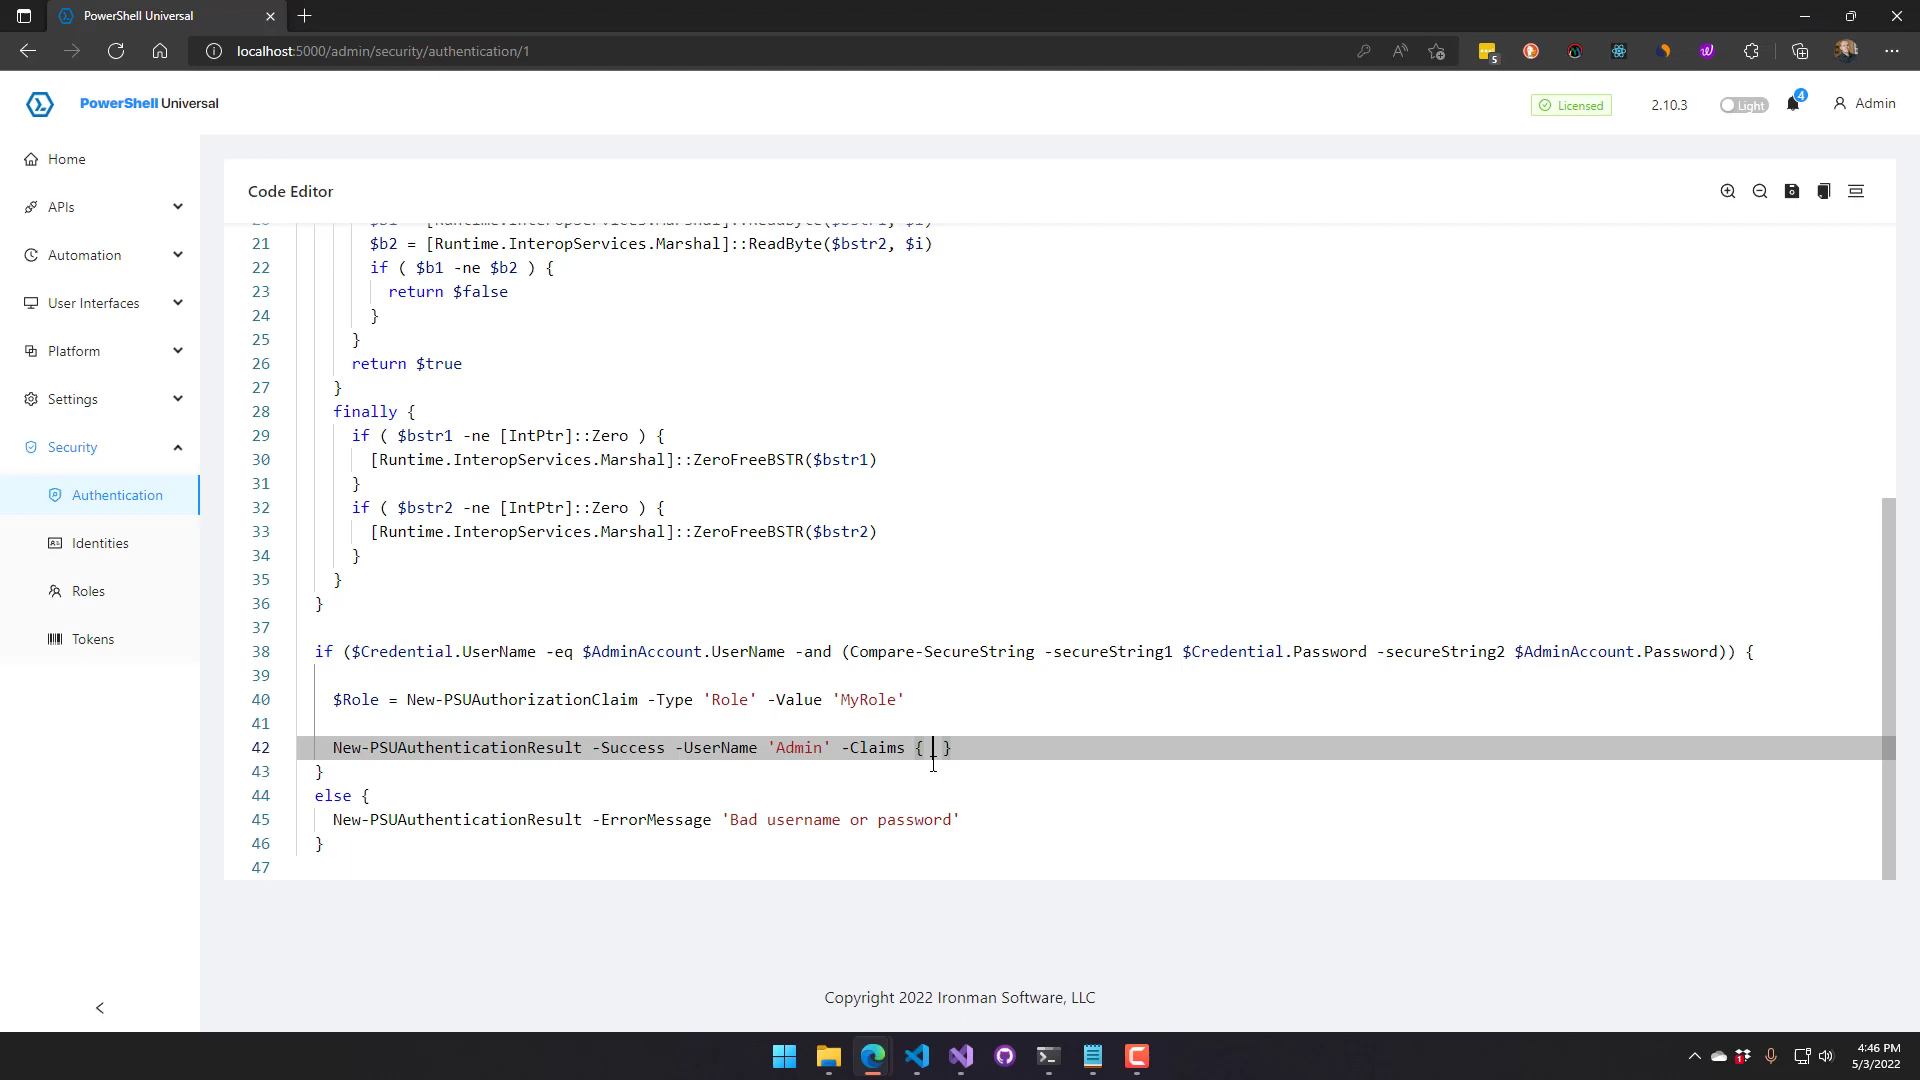 PowerShell Universal
localhost:5000/admin/security/authentication/1
5
PowerShell Universal
Licensed
2.10.3
Light
4
Admin
Home
APIs
Automation
User Interfaces
Platform
Settings
Security
Authentication
Identities
Roles
Tokens
Code Editor
21 $b2 = [Runtime.InteropServices.Marshal]::ReadByte($bstr2, $i)
22 if ( $b1 -ne $b2 ) {
23 return $false
24 }
25 }
26 return $true
27 }
28 finally {
29 if ( $bstr1 -ne [IntPtr]::Zero ) {
30 [Runtime.InteropServices.Marshal]::ZeroFreeBSTR($bstr1)
31 }
32 if ( $bstr2 -ne [IntPtr]::Zero ) {
33 [Runtime.InteropServices.Marshal]::ZeroFreeBSTR($bstr2)
34 }
35 }
36 }
37
38 if ($Credential.UserName -eq $AdminAccount.UserName -and (Compare-SecureString -secureString1 $Credential.Password -secureString2 $AdminAccount.Password)) {
39
40 $Role = New-PSUAuthorizationClaim -Type 'Role' -Value 'MyRole'
41
42 New-PSUAuthenticationResult -Success -UserName 'Admin' -Claims { }
43 }
44 else {
45 New-PSUAuthenticationResult -ErrorMessage 'Bad username or password'
46 }
47
Copyright 2022 Ironman Software, LLC
4:46 PM
5/3/2022